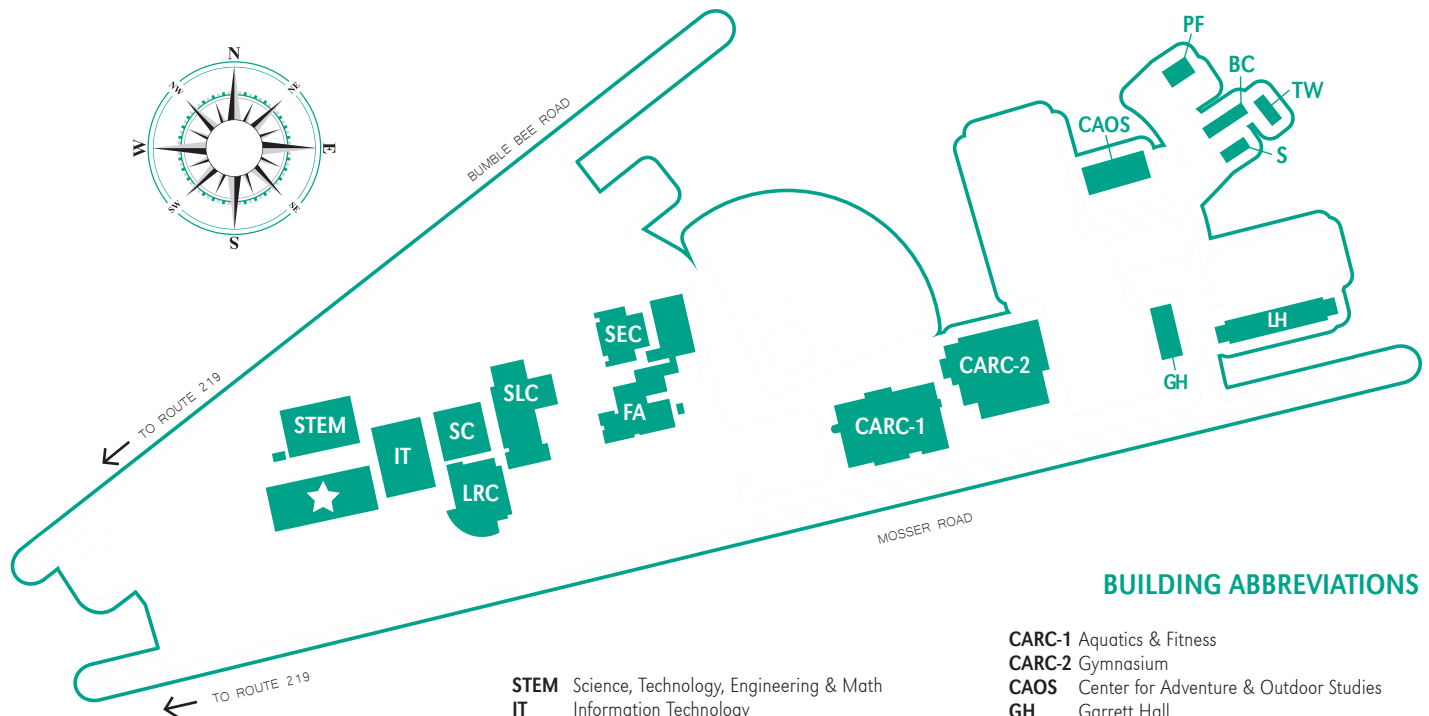 N
NW
NE
W
E
SW
SE
S
PF
BC
TW
S
CAOS
BUMBLE BEE ROAD
TO ROUTE 219
SEC
LH
GH
SLC
CARC-2
STEM
SC
FA
CARC-1
IT
LRC
MOSSER ROAD
TO ROUTE 219
BUILDING ABBREVIATIONS
STEM Science, Technology, Engineering & Math
IT Information Technology
CARC-1 Aquatics & Fitness
CARC-2 Gymnasium
CAOS Center for Adventure & Outdoor Studies
GH Garrett Hall